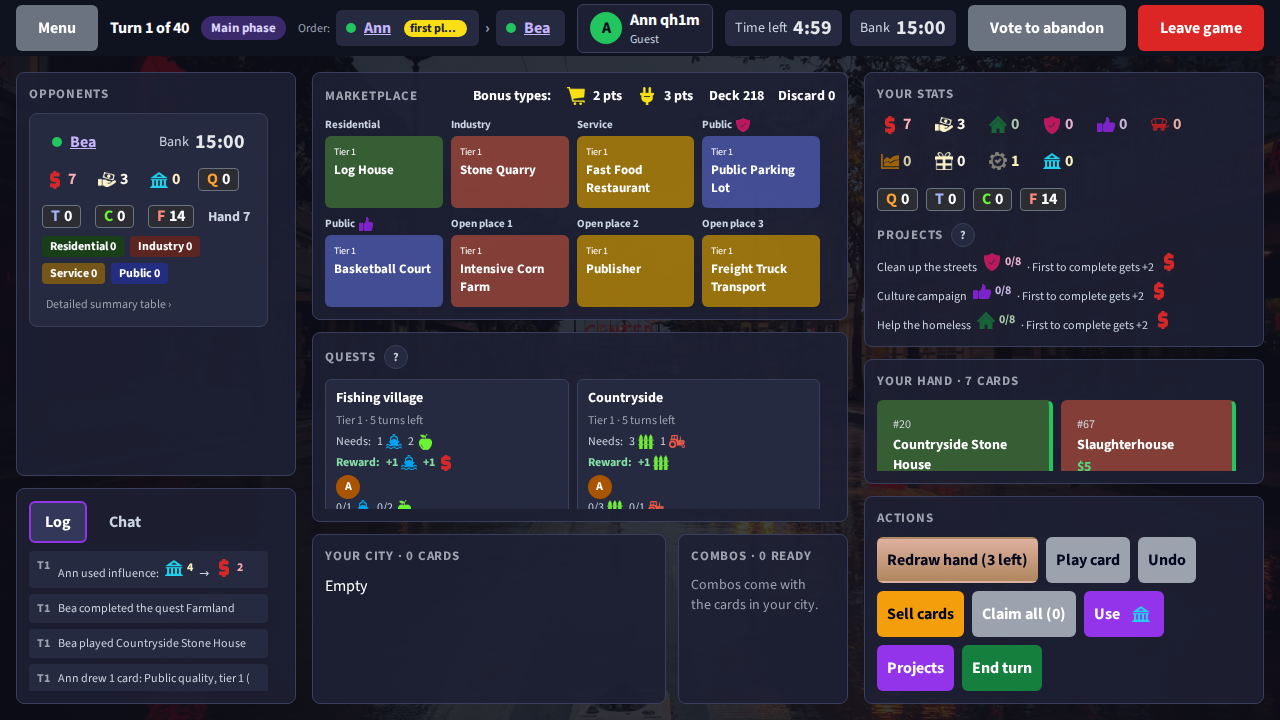 Menu
Turn 1 of 40
Main phase
Order:
Ann
first pl...
›
Bea
A
Ann qh1m
Guest
Time left 4:59
Bank 15:00
Vote to abandon
Leave game
OPPONENTS
Bea
Bank 15:00
7
3
0
Q 0
T 0
C 0
F 14
Hand 7
Residential 0
Industry 0
Service 0
Public 0
Detailed summary table ›
Log
Chat
T1 Ann used influence: 4 → 2
T1 Bea completed the quest Farmland
T1 Bea played Countryside Stone House
T1 Ann drew 1 card: Public quality, tier 1 (
MARKETPLACE
Bonus types: 2 pts 3 pts Deck 218 Discard 0
Residential
Industry
Service
Public
Tier 1
Log House
Tier 1
Stone Quarry
Tier 1
Fast Food
Restaurant
Tier 1
Public Parking
Lot
Public
Open place 1
Open place 2
Open place 3
Tier 1
Basketball Court
Tier 1
Intensive Corn
Farm
Tier 1
Publisher
Tier 1
Freight Truck
Transport
QUESTS ?
Fishing village
Tier 1 · 5 turns left
Needs: 1 2
Reward: +1 +1
A
0/1 0/2
Countryside
Tier 1 · 5 turns left
Needs: 3 1
Reward: +1
A
0/3 0/1
YOUR CITY · 0 CARDS
Empty
COMBOS · 0 READY
Combos come with
the cards in your city.
YOUR STATS
7 3 0 0 0 0
0 0 1 0
Q 0 T 0 C 0 F 14
PROJECTS ?
Clean up the streets 0/8 · First to complete gets +2
Culture campaign 0/8 · First to complete gets +2
Help the homeless 0/8 · First to complete gets +2
YOUR HAND · 7 CARDS
#20
Countryside Stone
House
#67
Slaughterhouse
$5
ACTIONS
Redraw hand (3 left)
Play card
Undo
Sell cards
Claim all (0)
Use
Projects
End turn